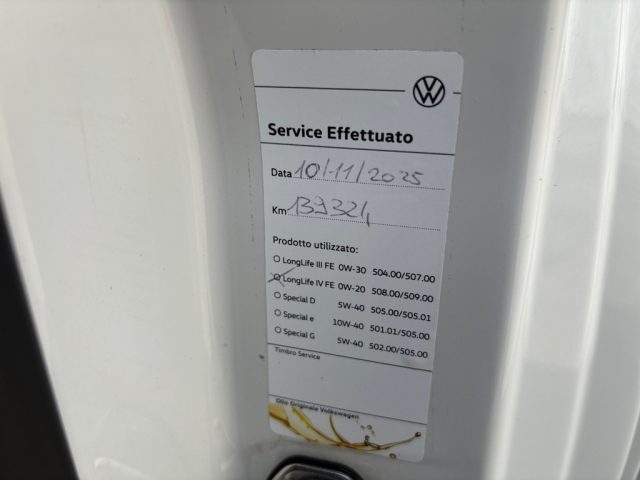 Service Effettuato
Data 10/11/2025
Km 139324
Prodotto utilizzato:
LongLife III FE 0W-30 504.00/507.00
LongLife IV FE 0W-20 508.00/509.00
Special D 5W-40 505.00/505.01
Special e 10W-40 501.01/505.00
Special G 5W-40 502.00/505.00
Timbro Service
Olio Originale Volkswagen